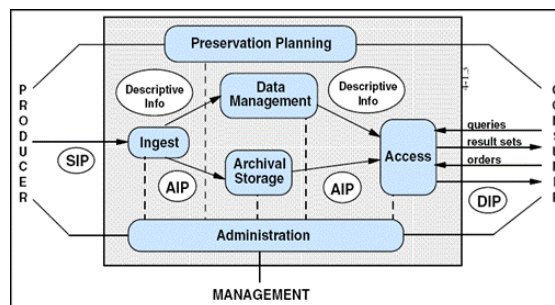 Preservation Planning
PRODUCER
Descriptive
Info
Data
Management
Descriptive
Info
Ingest
SIP
Access
queries
result sets
orders
Archival
Storage
AIP
AIP
DIP
Administration
MANAGEMENT